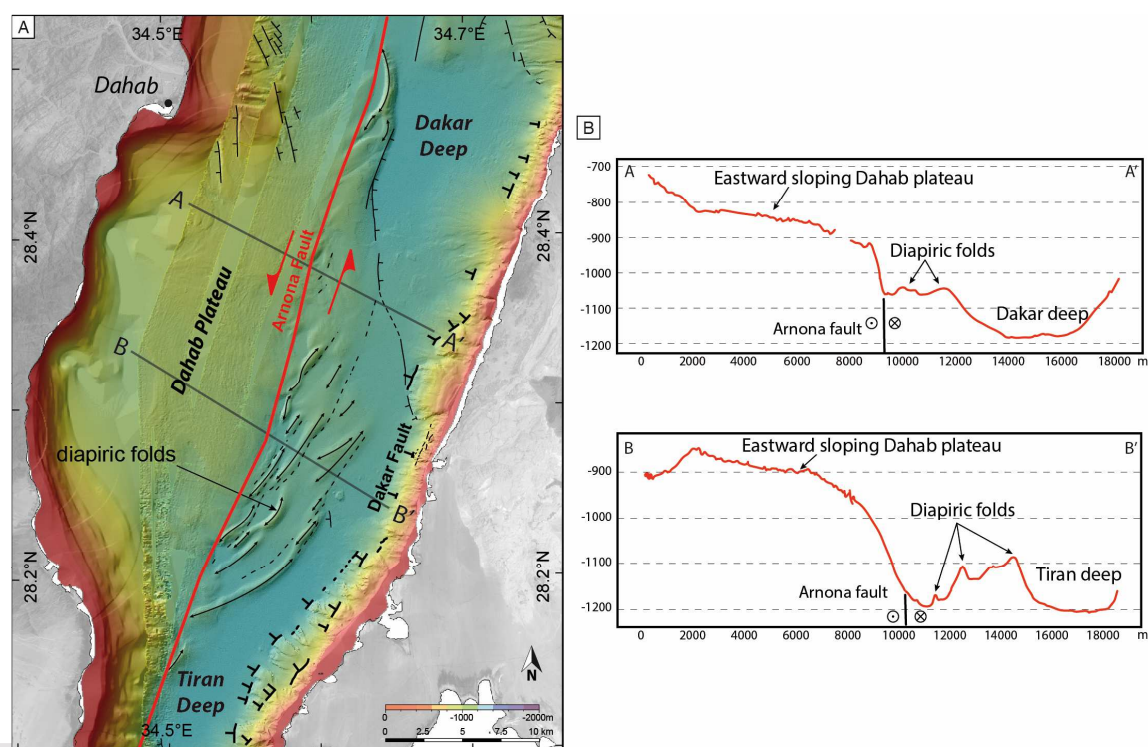 A
34.5°E
34.7°E
Dahab
Dakar
Deep
A
28.4°N
28.4°N
Arnona Fault
Dahab Plateau
A'
B
diapiric folds
Dakar Fault
B'
28.2°N
28.2°N
Tiran
Deep
N
34.5°E
0 -1000 -2000m
0 2.5 5 7.5 10 km
B
-700
A
A'
Eastward sloping Dahab plateau
-800
-900
Diapiric folds
-1000
-1100
Dakar deep
Arnona fault
-1200
0 2000 4000 6000 8000 10000 12000 14000 16000 18000 m
B
B'
Eastward sloping Dahab plateau
-900
Diapiric folds
-1000
-1100
Tiran deep
Arnona fault
-1200
0 2000 4000 6000 8000 10000 12000 14000 16000 18000 m